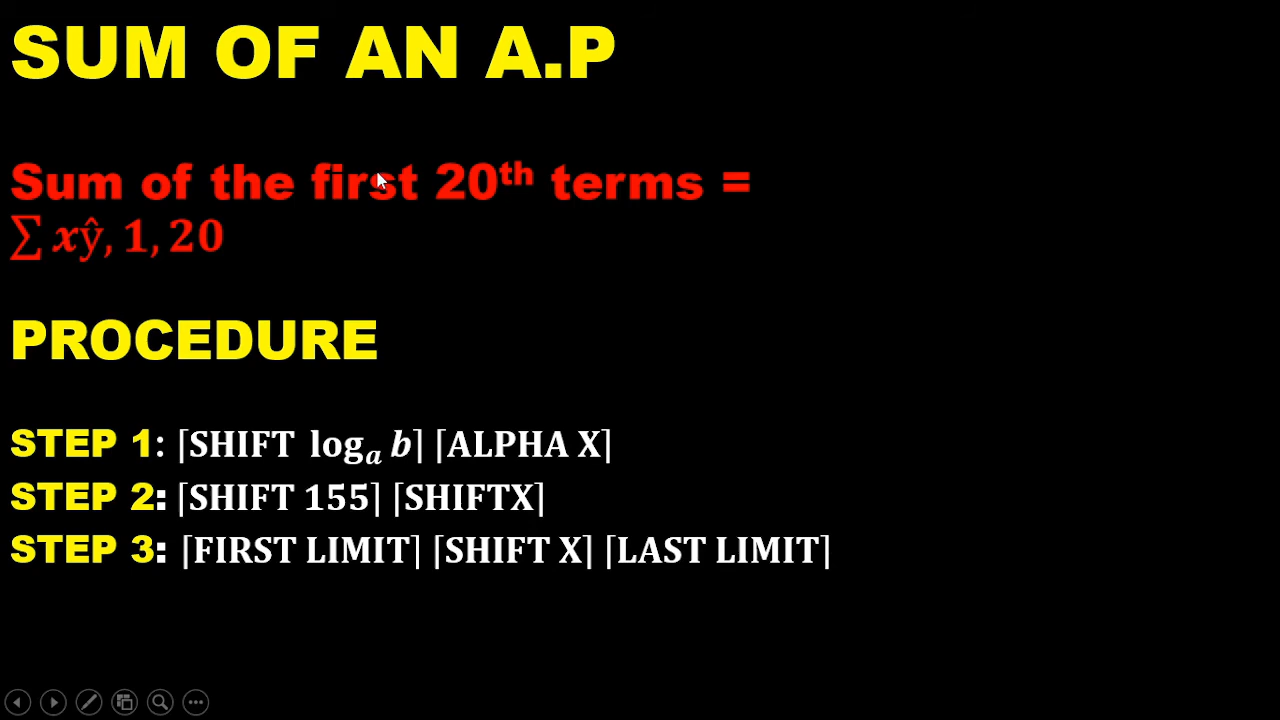 SUM OF AN A.P
Sum of the first 20th terms =
∑ xŷ, 1, 20
PROCEDURE
STEP 1: ⌈SHIFT logₐ b⌋ ⌈ALPHA X⌋
STEP 2: ⌈SHIFT 155⌋ ⌈SHIFTX⌋
STEP 3: ⌈FIRST LIMIT⌋ ⌈SHIFT X⌋ ⌈LAST LIMIT⌋